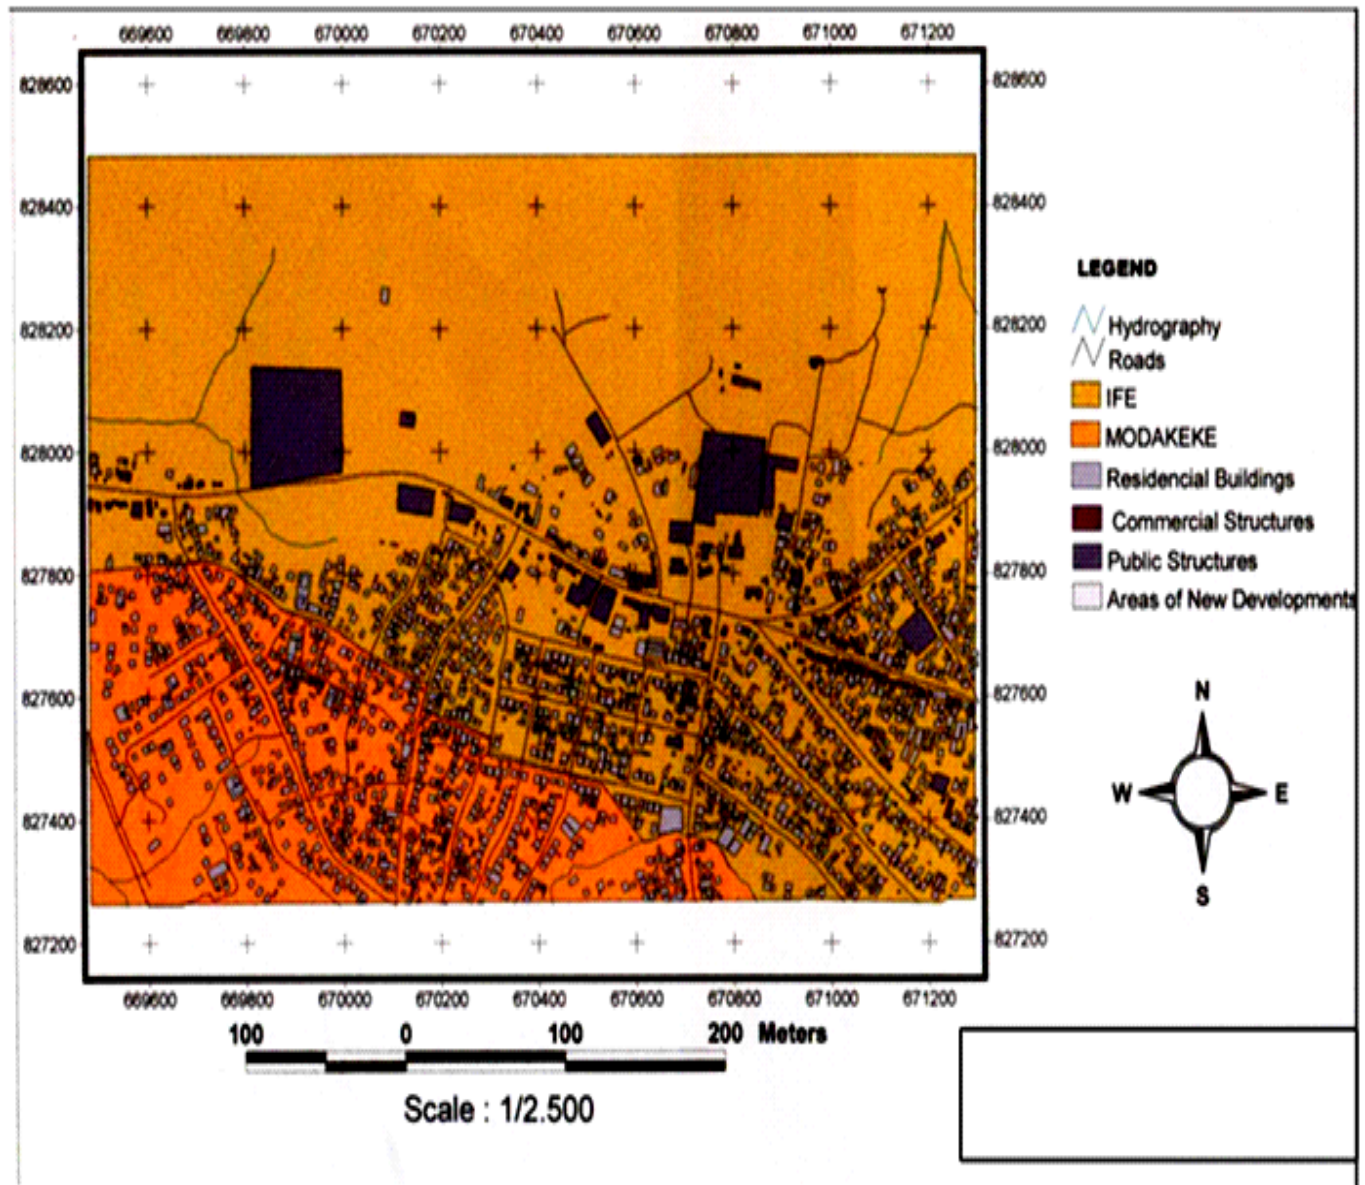 669600 669800 670000 670200 670400 670600 670800 671000 671200
828600 828600
828400 828400
828200 828200
828000 828000
827800 827800
827600 827600
827400 827400
827200 827200
669600 669800 670000 670200 670400 670600 670800 671000 671200
LEGEND
Hydrography
Roads
IFE
MODAKEKE
Residencial Buildings
Commercial Structures
Public Structures
Areas of New Developments
N
W E
S
100 0 100 200 Meters
Scale : 1/2.500